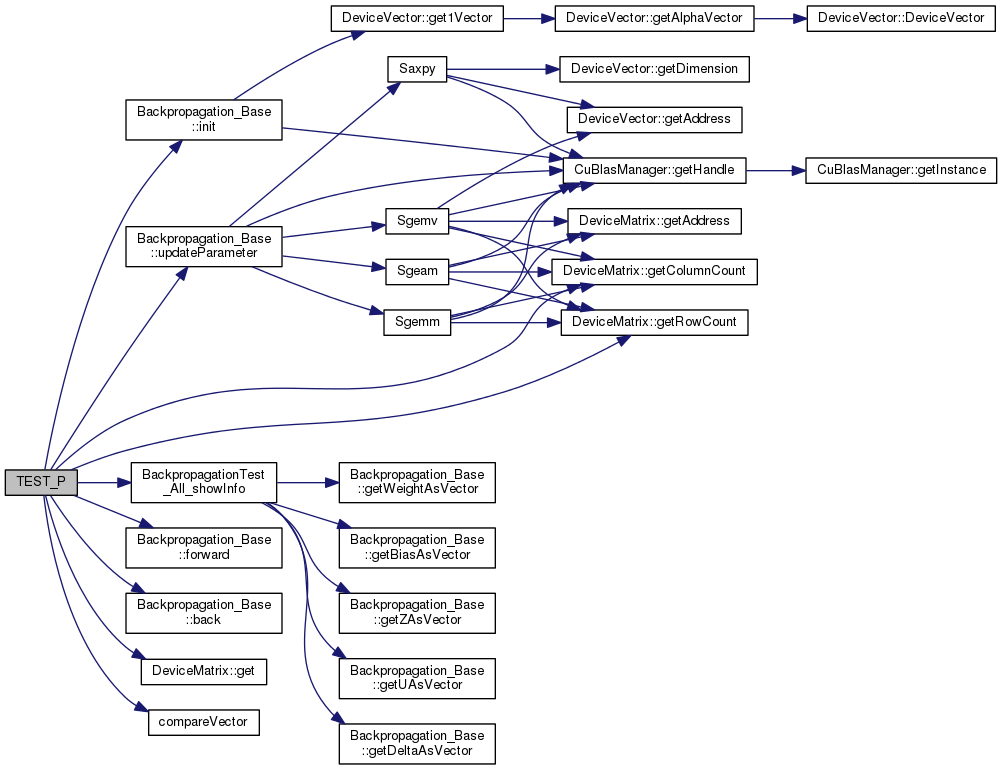 DeviceVector::get1Vector
DeviceVector::getAlphaVector
DeviceVector::DeviceVector
Saxpy
DeviceVector::getDimension
Backpropagation_Base
::init
DeviceVector::getAddress
CuBlasManager::getHandle
CuBlasManager::getInstance
Sgemv
DeviceMatrix::getAddress
Backpropagation_Base
::updateParameter
Sgeam
DeviceMatrix::getColumnCount
Sgemm
DeviceMatrix::getRowCount
TEST_P
BackpropagationTest
_All_showInfo
Backpropagation_Base
::getWeightAsVector
Backpropagation_Base
::forward
Backpropagation_Base
::getBiasAsVector
Backpropagation_Base
::back
Backpropagation_Base
::getZAsVector
DeviceMatrix::get
Backpropagation_Base
::getUAsVector
compareVector
Backpropagation_Base
::getDeltaAsVector